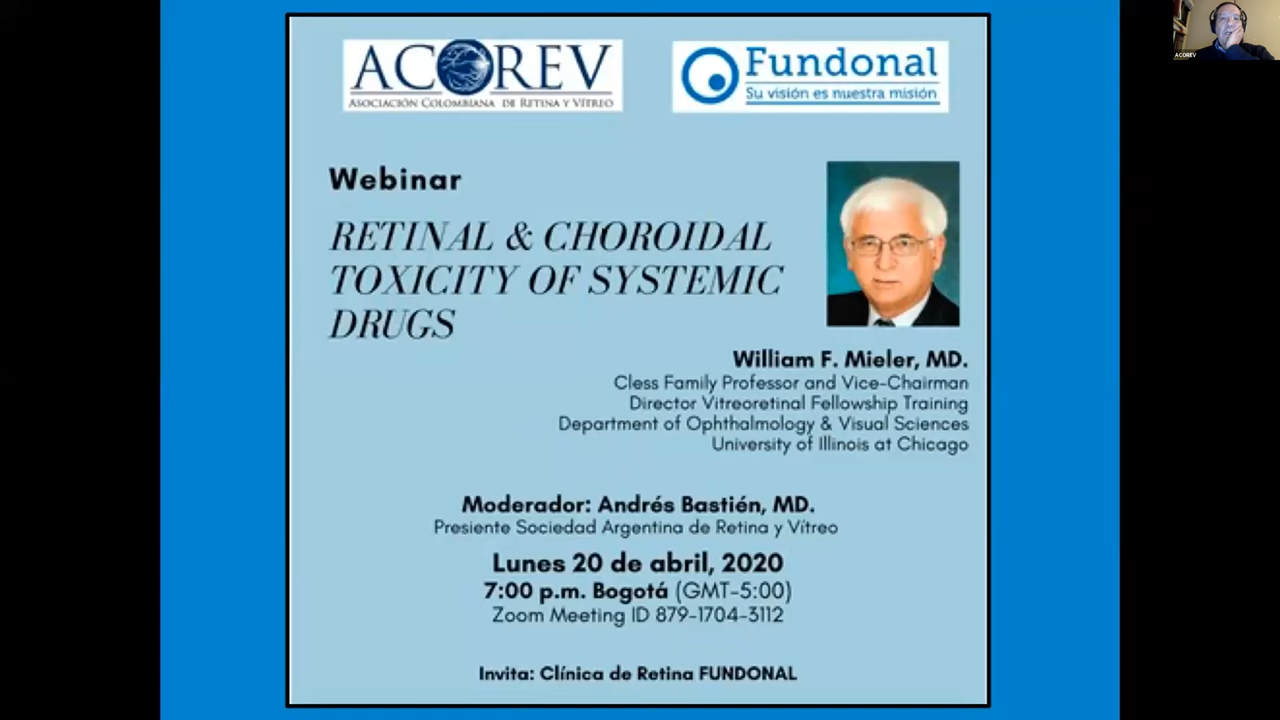 ACOREV
ASOCIACIÓN COLOMBIANA DE RETINA Y VÍTREO
Fundonal
Su visión es nuestra misión
ACOREV
Webinar
RETINAL & CHOROIDAL
TOXICITY OF SYSTEMIC
DRUGS
William F. Mieler, MD.
Cless Family Professor and Vice-Chairman
Director Vitreoretinal Fellowship Training
Department of Ophthalmology & Visual Sciences
University of Illinois at Chicago
Moderador: Andrés Bastién, MD.
Presiente Sociedad Argentina de Retina y Vítreo
Lunes 20 de abril, 2020
7:00 p.m. Bogotá (GMT-5:00)
Zoom Meeting ID 879-1704-3112
Invita: Clínica de Retina FUNDONAL